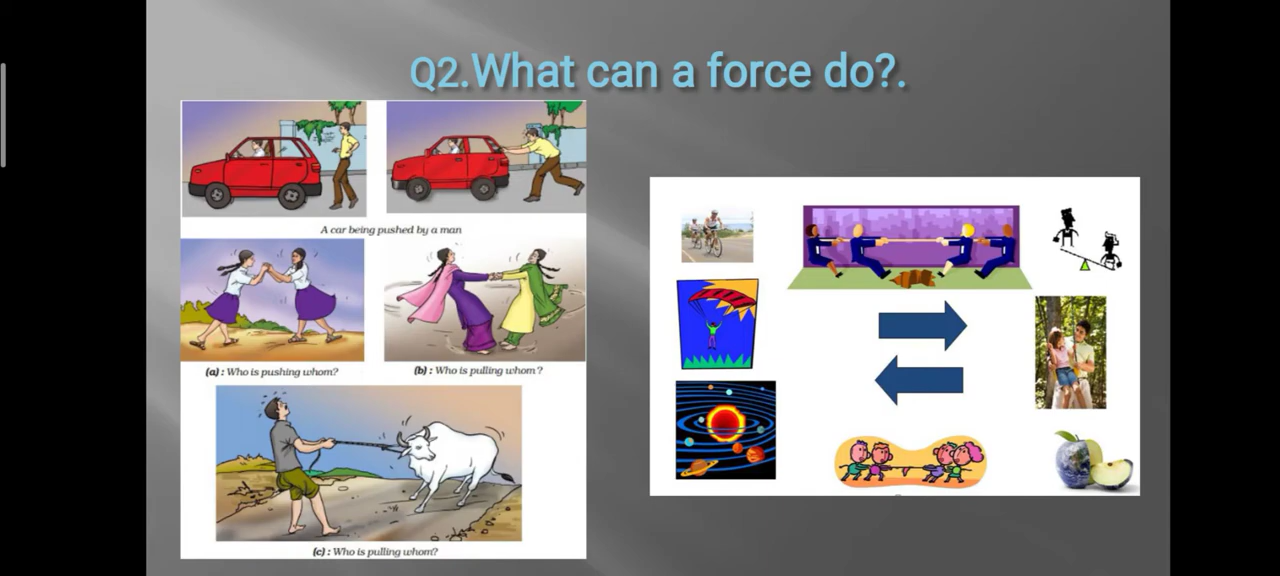 Q2.What can a force do?.
A car being pushed by a man
(a) : Who is pushing whom?
(b) : Who is pulling whom ?
(c) : Who is pulling whom?